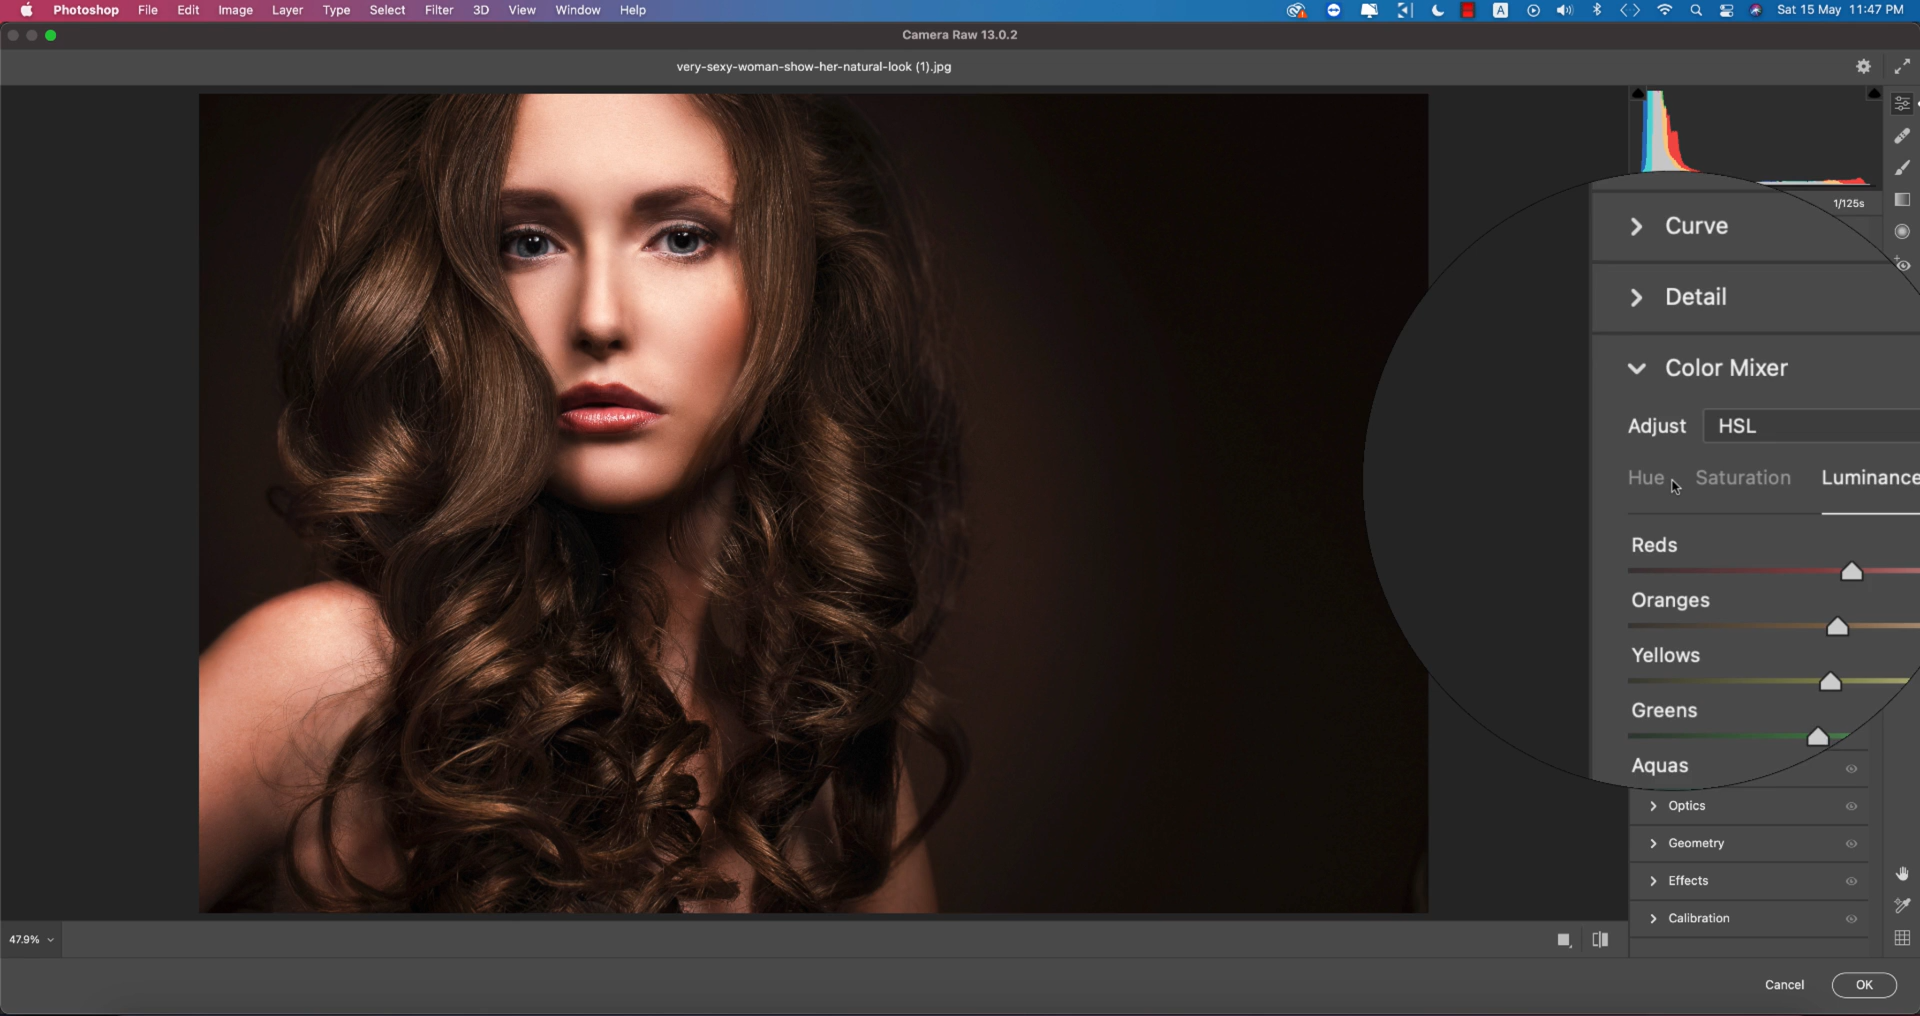 Photoshop File Edit Image Layer Type Select Filter 3D View Window Help A Sat 15 May 11:47 PM
Camera Raw 13.0.2
very-sexy-woman-show-her-natural-look (1).jpg
1/125s
Curve
Detail
Color Mixer
Adjust HSL
Hue Saturation Luminance
Reds
Oranges
Yellows
Greens
Aquas
Optics
Geometry
Effects
Calibration
47.9%
Cancel OK